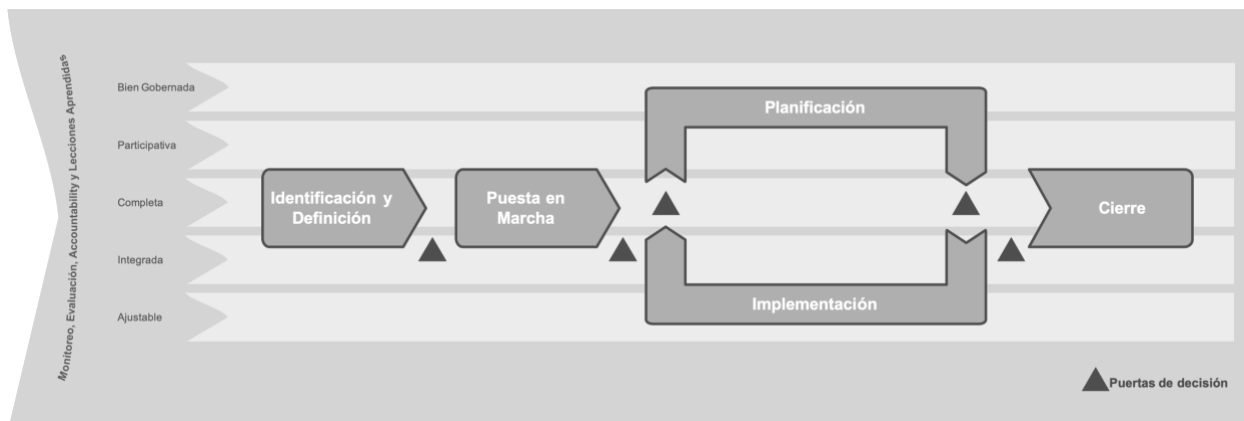 Monitoreo, Evaluación, Accountability y Lecciones Aprendidas
Bien Gobernada
Participativa
Completa
Integrada
Ajustable
Identificación y
Definición
Puesta en
Marcha
Planificación
Implementación
Cierre
Puertas de decisión